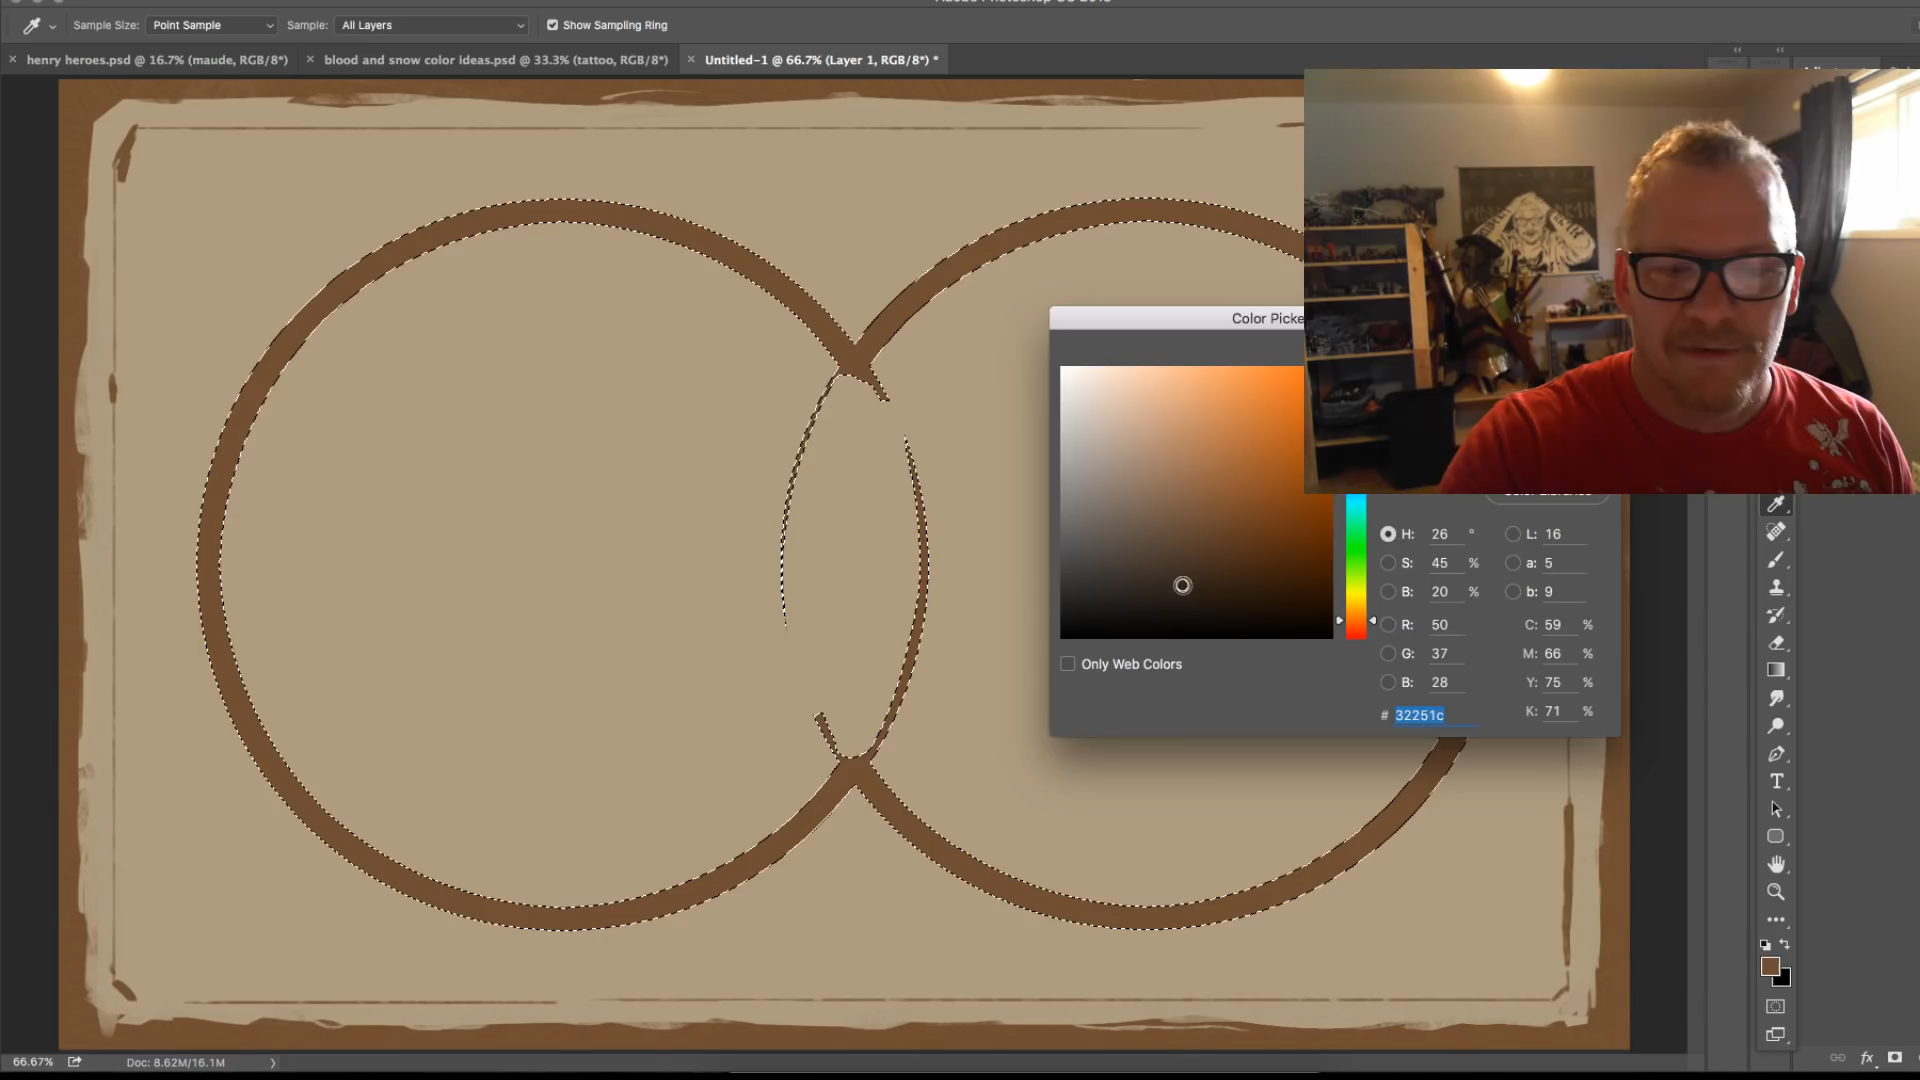 Sample Size: Point Sample Sample: All Layers Show Sampling Ring
henry heroes.psd @ 16.7% (maude, RGB/8*) blood and snow color ideas.psd @ 33.3% (tattoo, RGB/8*) Untitled-1 @ 66.7% (Layer 1, RGB/8*) *
Color Picke
H: 26 ° L: 16
S: 45 % a: 5
B: 20 % b: 9
R: 50 C: 59 %
G: 37 M: 66 %
B: 28 Y: 75 %
# 32251c K: 71 %
Only Web Colors
66.67% Doc: 8.62M/16.1M
fx